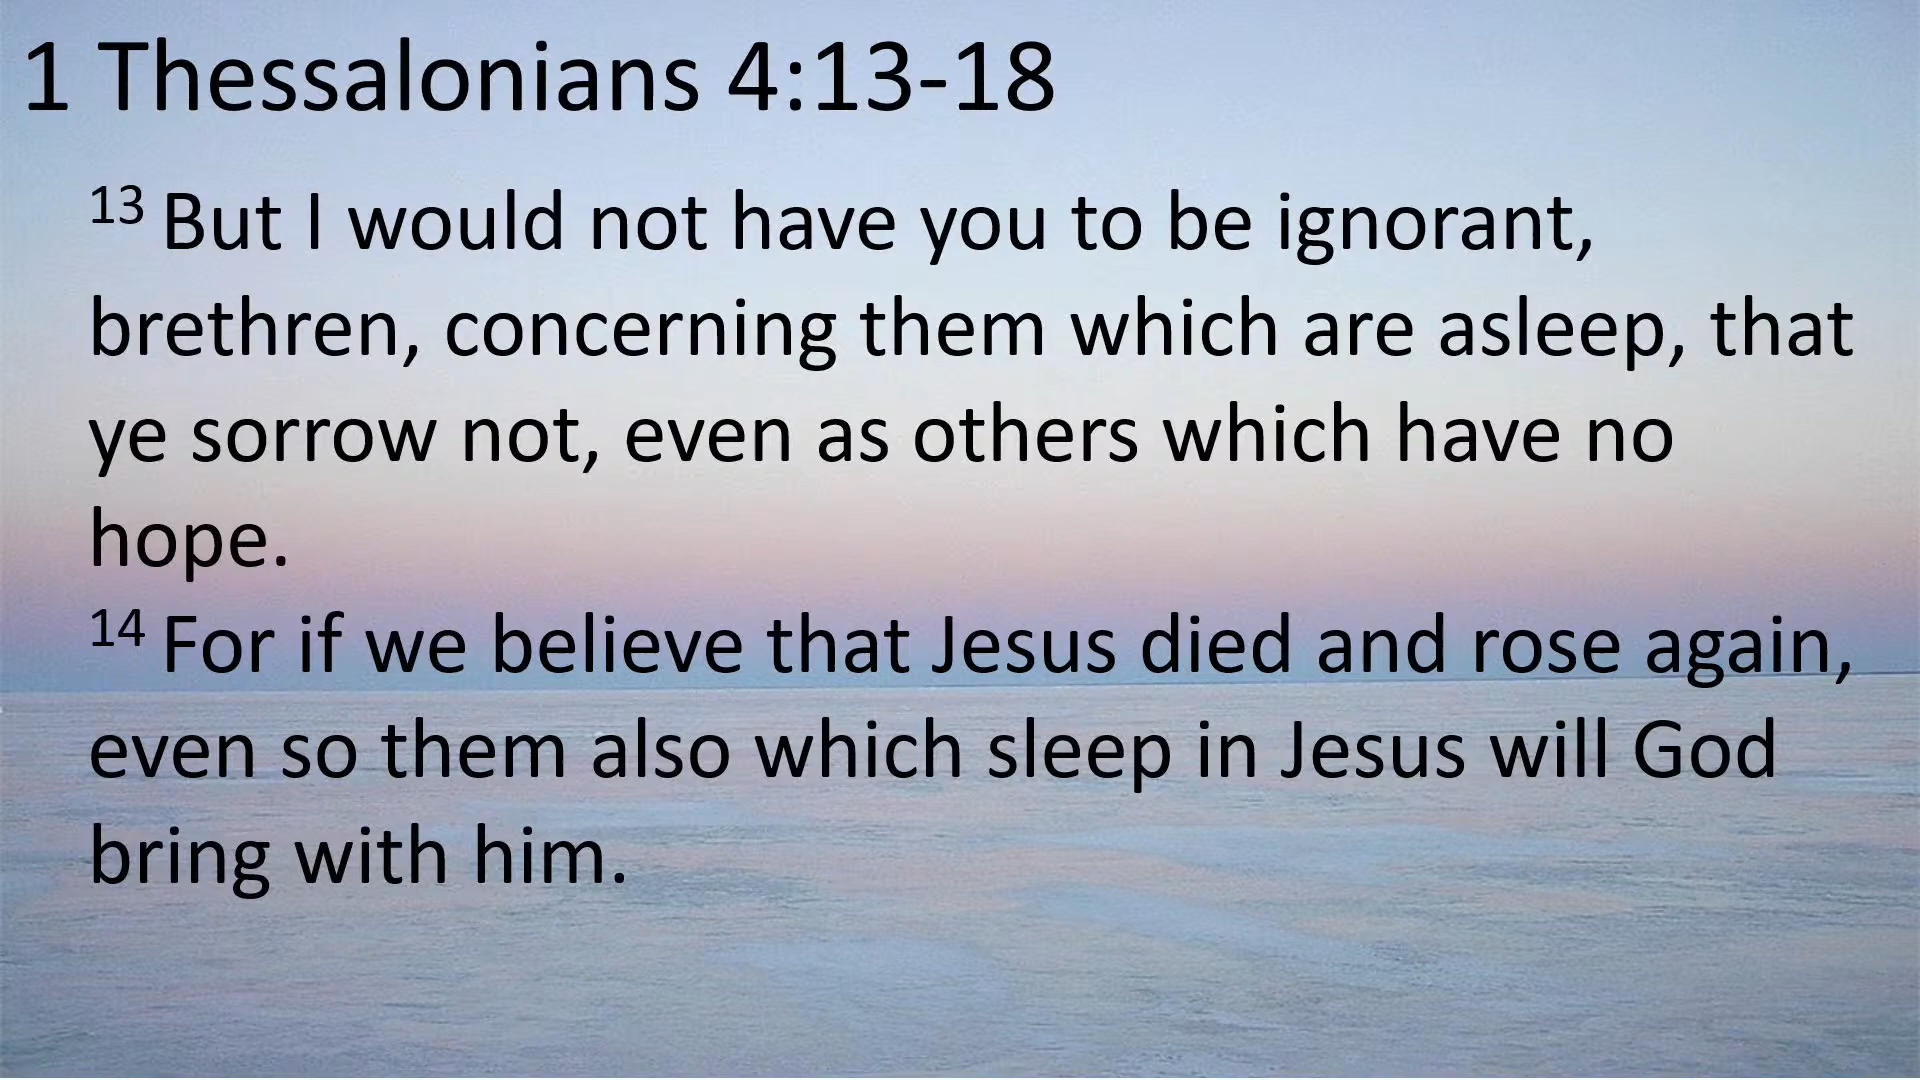 1 Thessalonians 4:13-18
13 But I would not have you to be ignorant,
brethren, concerning them which are asleep, that
ye sorrow not, even as others which have no
hope.
14 For if we believe that Jesus died and rose again,
even so them also which sleep in Jesus will God
bring with him.